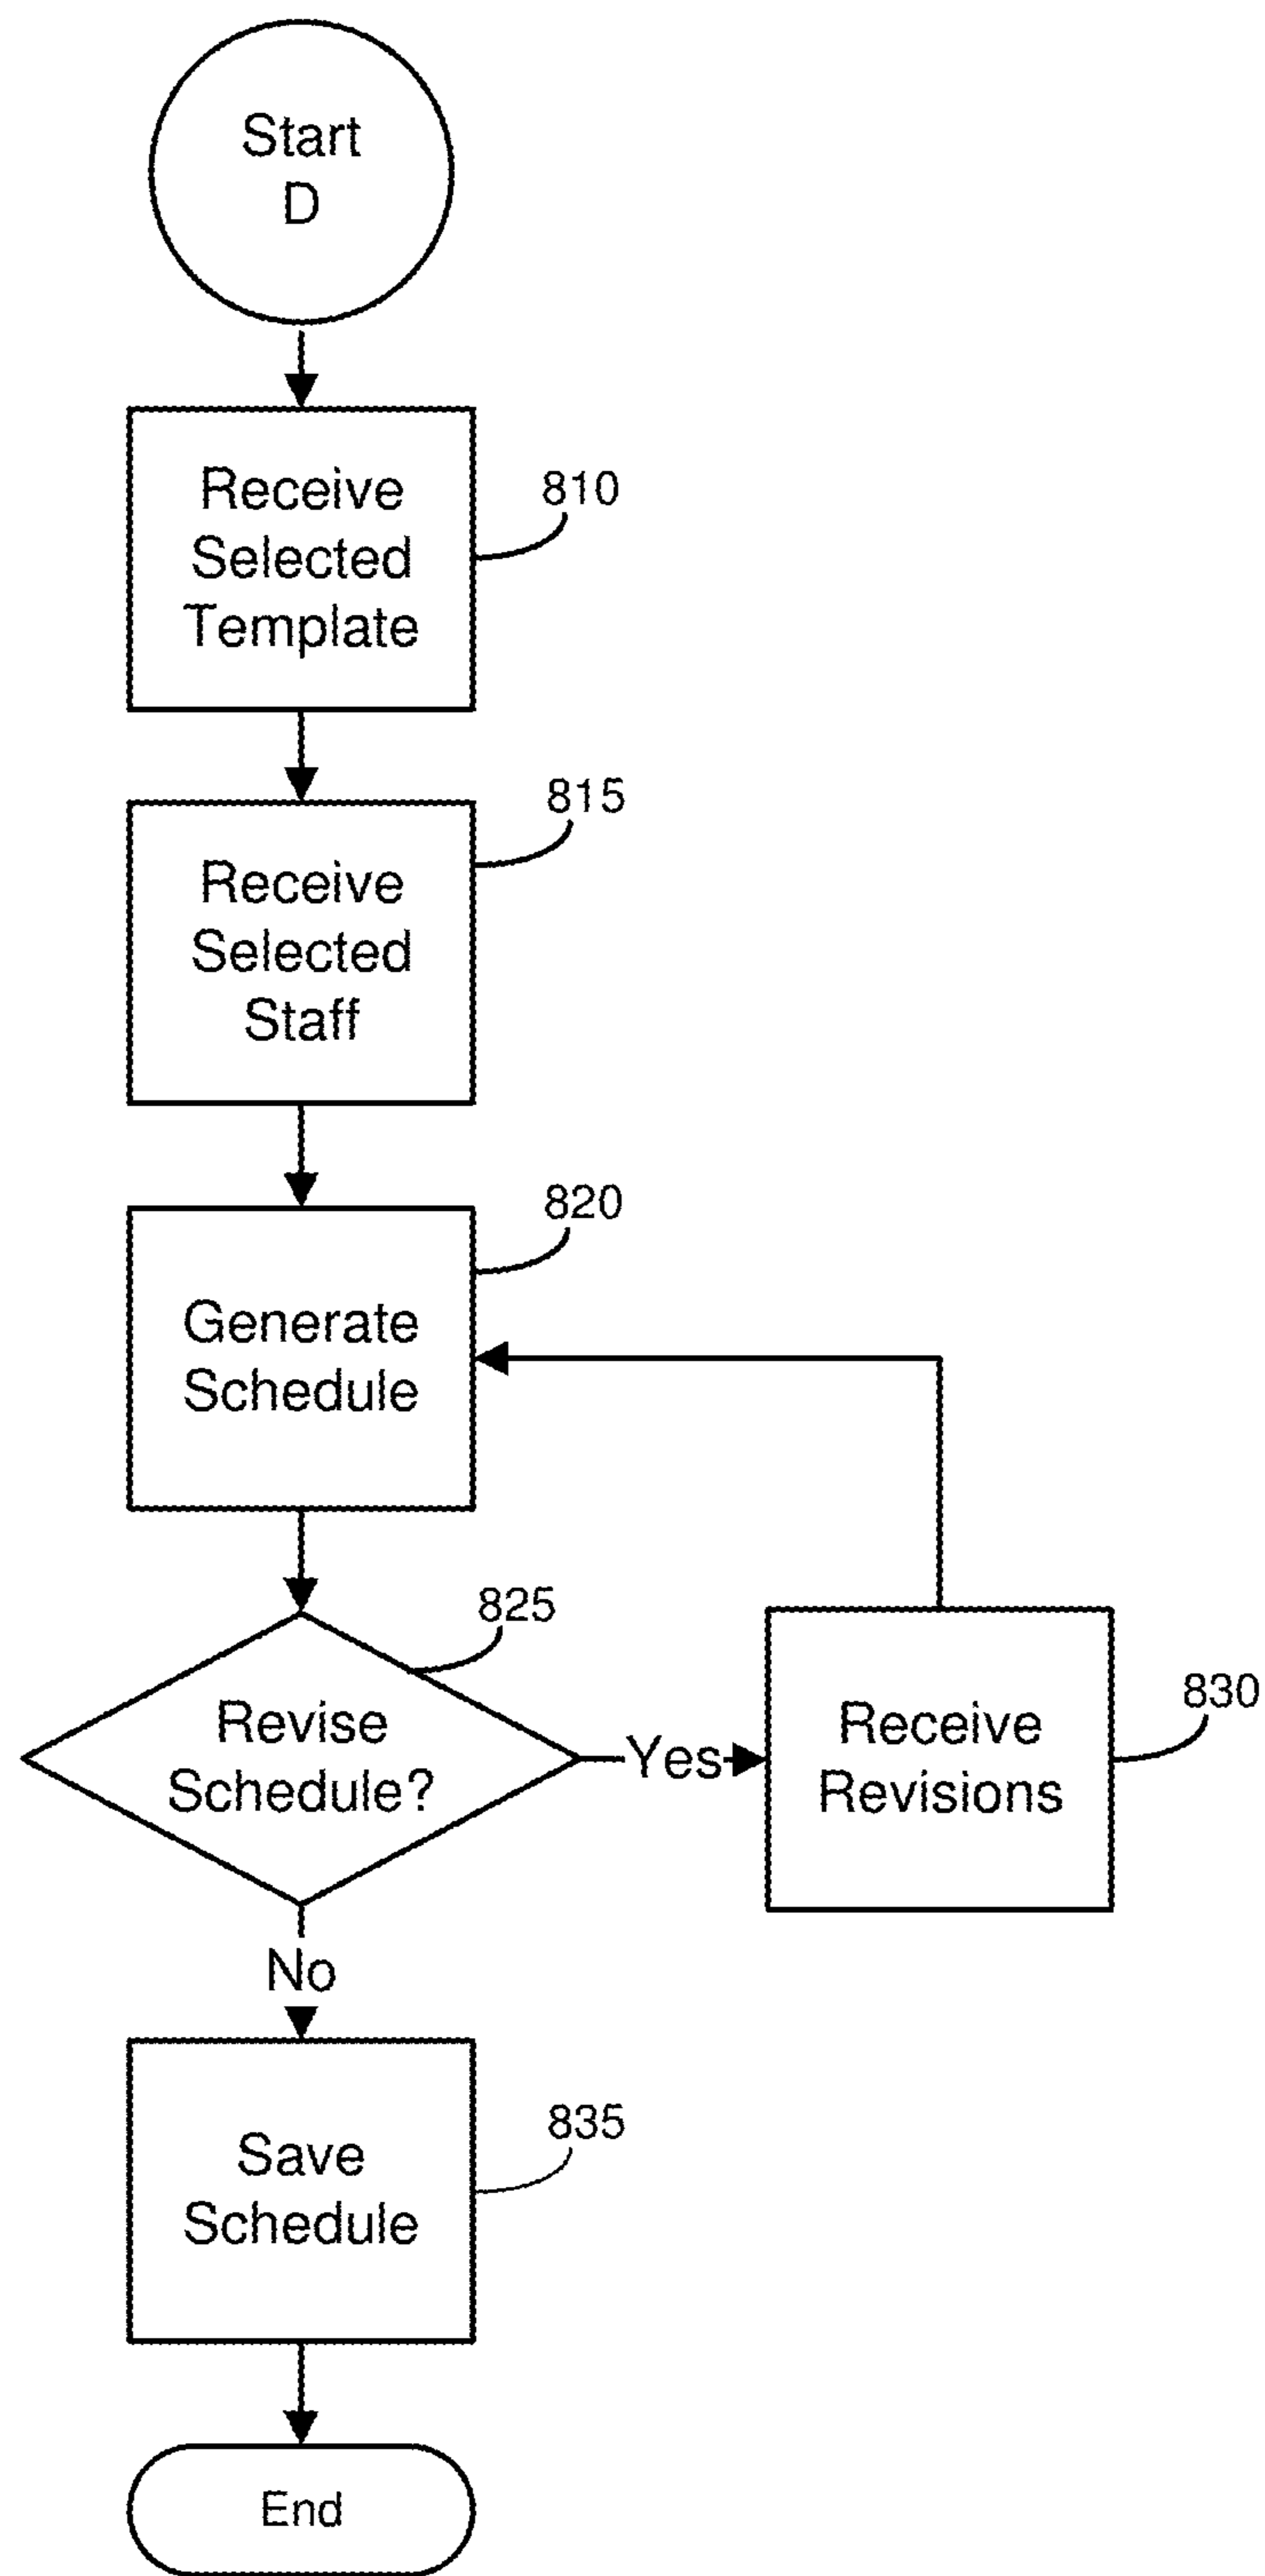 Start
D
Receive
Selected
Template
810
Receive
Selected
Staff
815
Generate
Schedule
820
Revise
Schedule?
825
Yes
Receive
Revisions
830
No
Save
Schedule
835
End